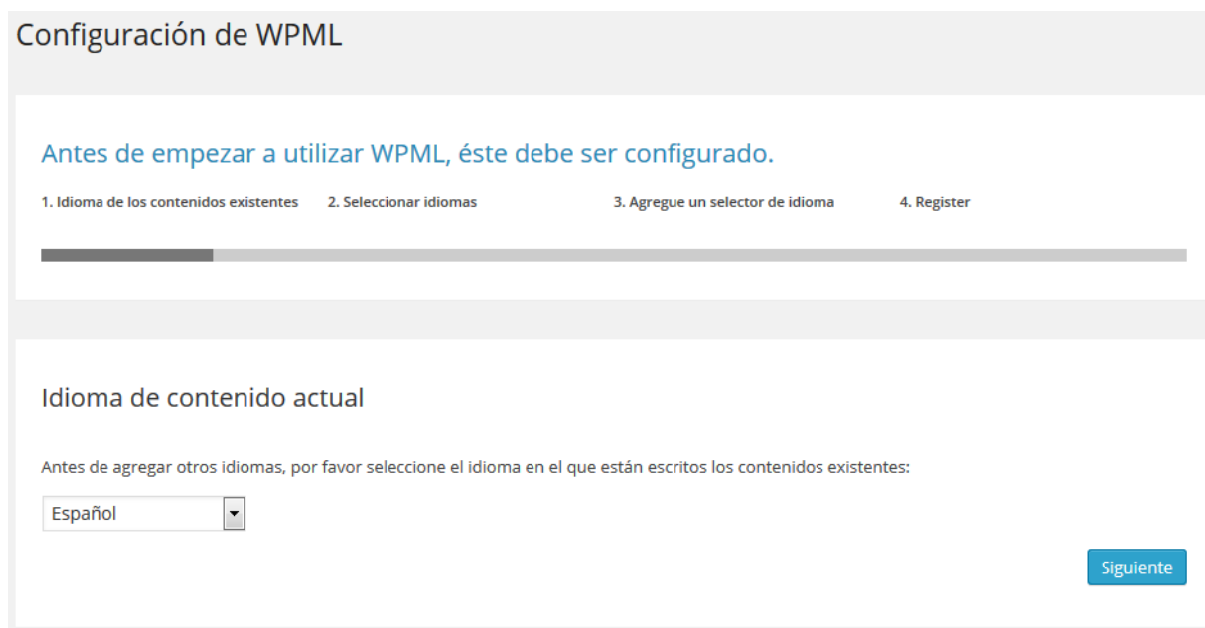 Configuración de WPML
Antes de empezar a utilizar WPML, éste debe ser configurado.
1. Idioma de los contenidos existentes 2. Seleccionar idiomas 3. Agregue un selector de idioma 4. Register
Idioma de contenido actual
Antes de agregar otros idiomas, por favor seleccione el idioma en el que están escritos los contenidos existentes:
Español
Siguiente